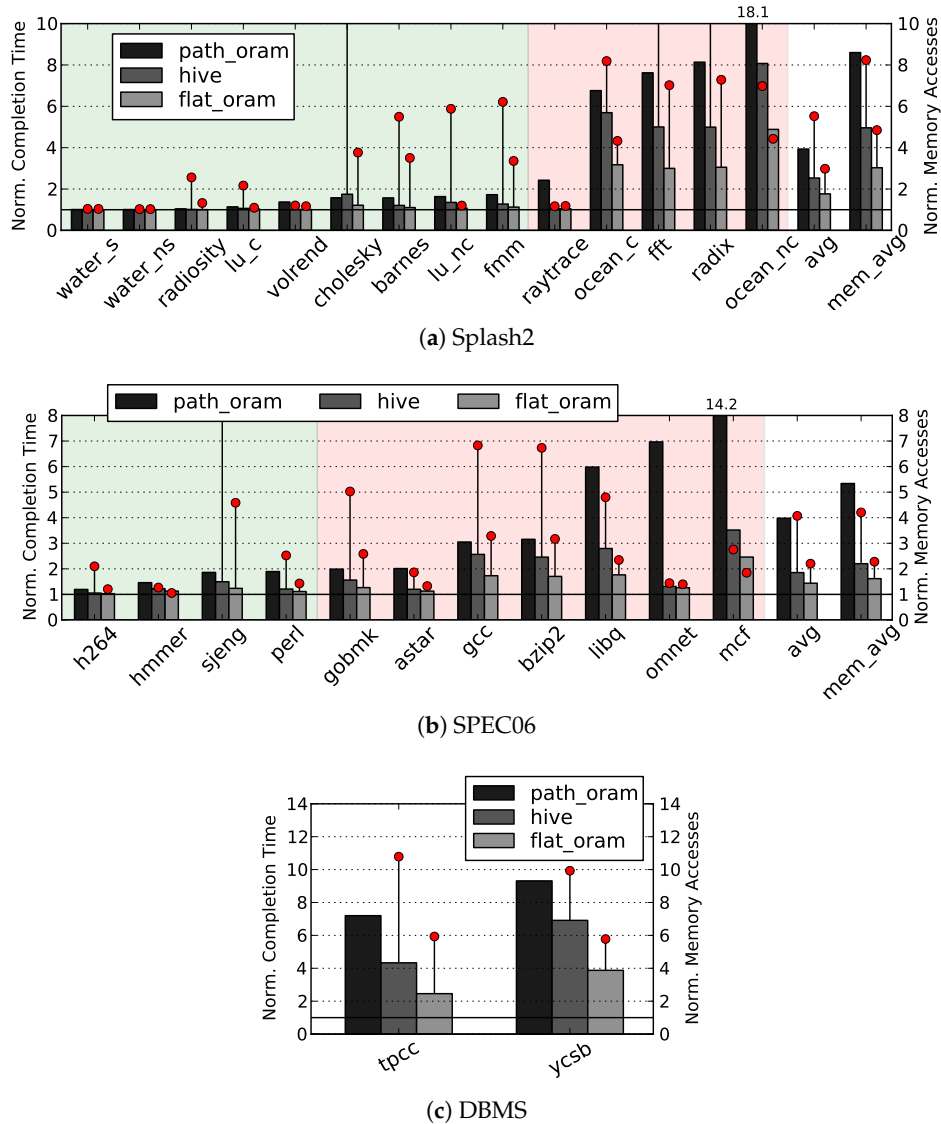 18.1
10
8
6
4
2
0
Norm. Completion Time
path_oram
hive
flat_oram
10
8
6
4
2
0
Norm. Memory Accesses
water_s
water_ns
radiosity
lu_c
volrend
cholesky
barnes
lu_nc
fmm
raytrace
ocean_c
fft
radix
ocean_nc
avg
mem_avg
(a) Splash2
path_oram hive flat_oram
14.2
8
7
6
5
4
3
2
1
0
Norm. Completion Time
8
7
6
5
4
3
2
1
0
Norm. Memory Accesses
h264
hmmer
sjeng
perl
gobmk
astar
gcc
bzip2
libq
omnet
mcf
avg
mem_avg
(b) SPEC06
path_oram
hive
flat_oram
14
12
10
8
6
4
2
0
Norm. Completion Time
14
12
10
8
6
4
2
0
Norm. Memory Accesses
tpcc
ycsb
(c) DBMS